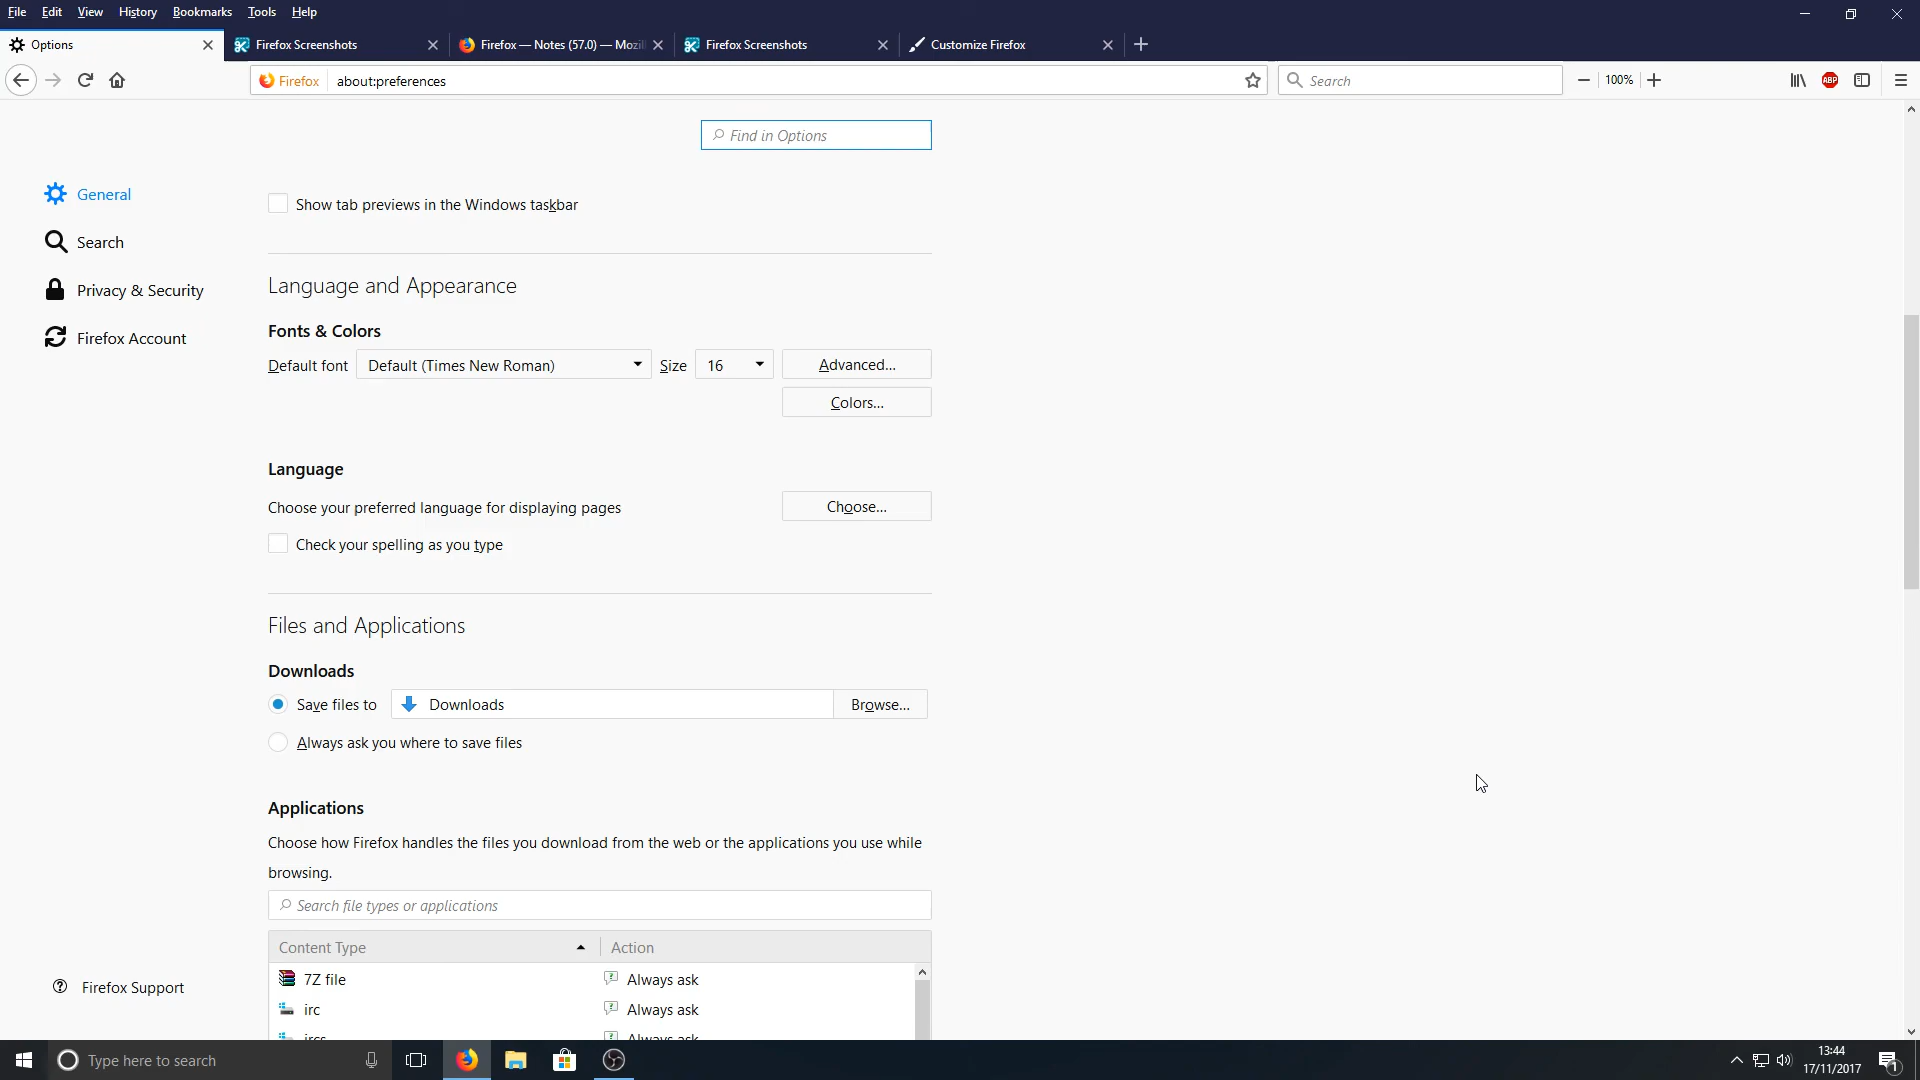 File Edit View History Bookmarks Tools Help
Options Firefox Screenshots Firefox — Notes (57.0) — Mozil Firefox Screenshots Customize Firefox
Firefox about:preferences Search 100% ABP
Find in Options
General
Show tab previews in the Windows taskbar
Search
Language and Appearance
Privacy & Security
Fonts & Colors
Firefox Account
Default font Default (Times New Roman) Size 16 Advanced...
Colors...
Language
Choose your preferred language for displaying pages Choose...
Check your spelling as you type
Files and Applications
Downloads
Save files to Downloads Browse...
Always ask you where to save files
Applications
Choose how Firefox handles the files you download from the web or the applications you use while
browsing.
Search file types or applications
Content Type Action
7Z file Always ask
Firefox Support
irc Always ask
ircs Always ask
Type here to search 13:44
17/11/2017 1